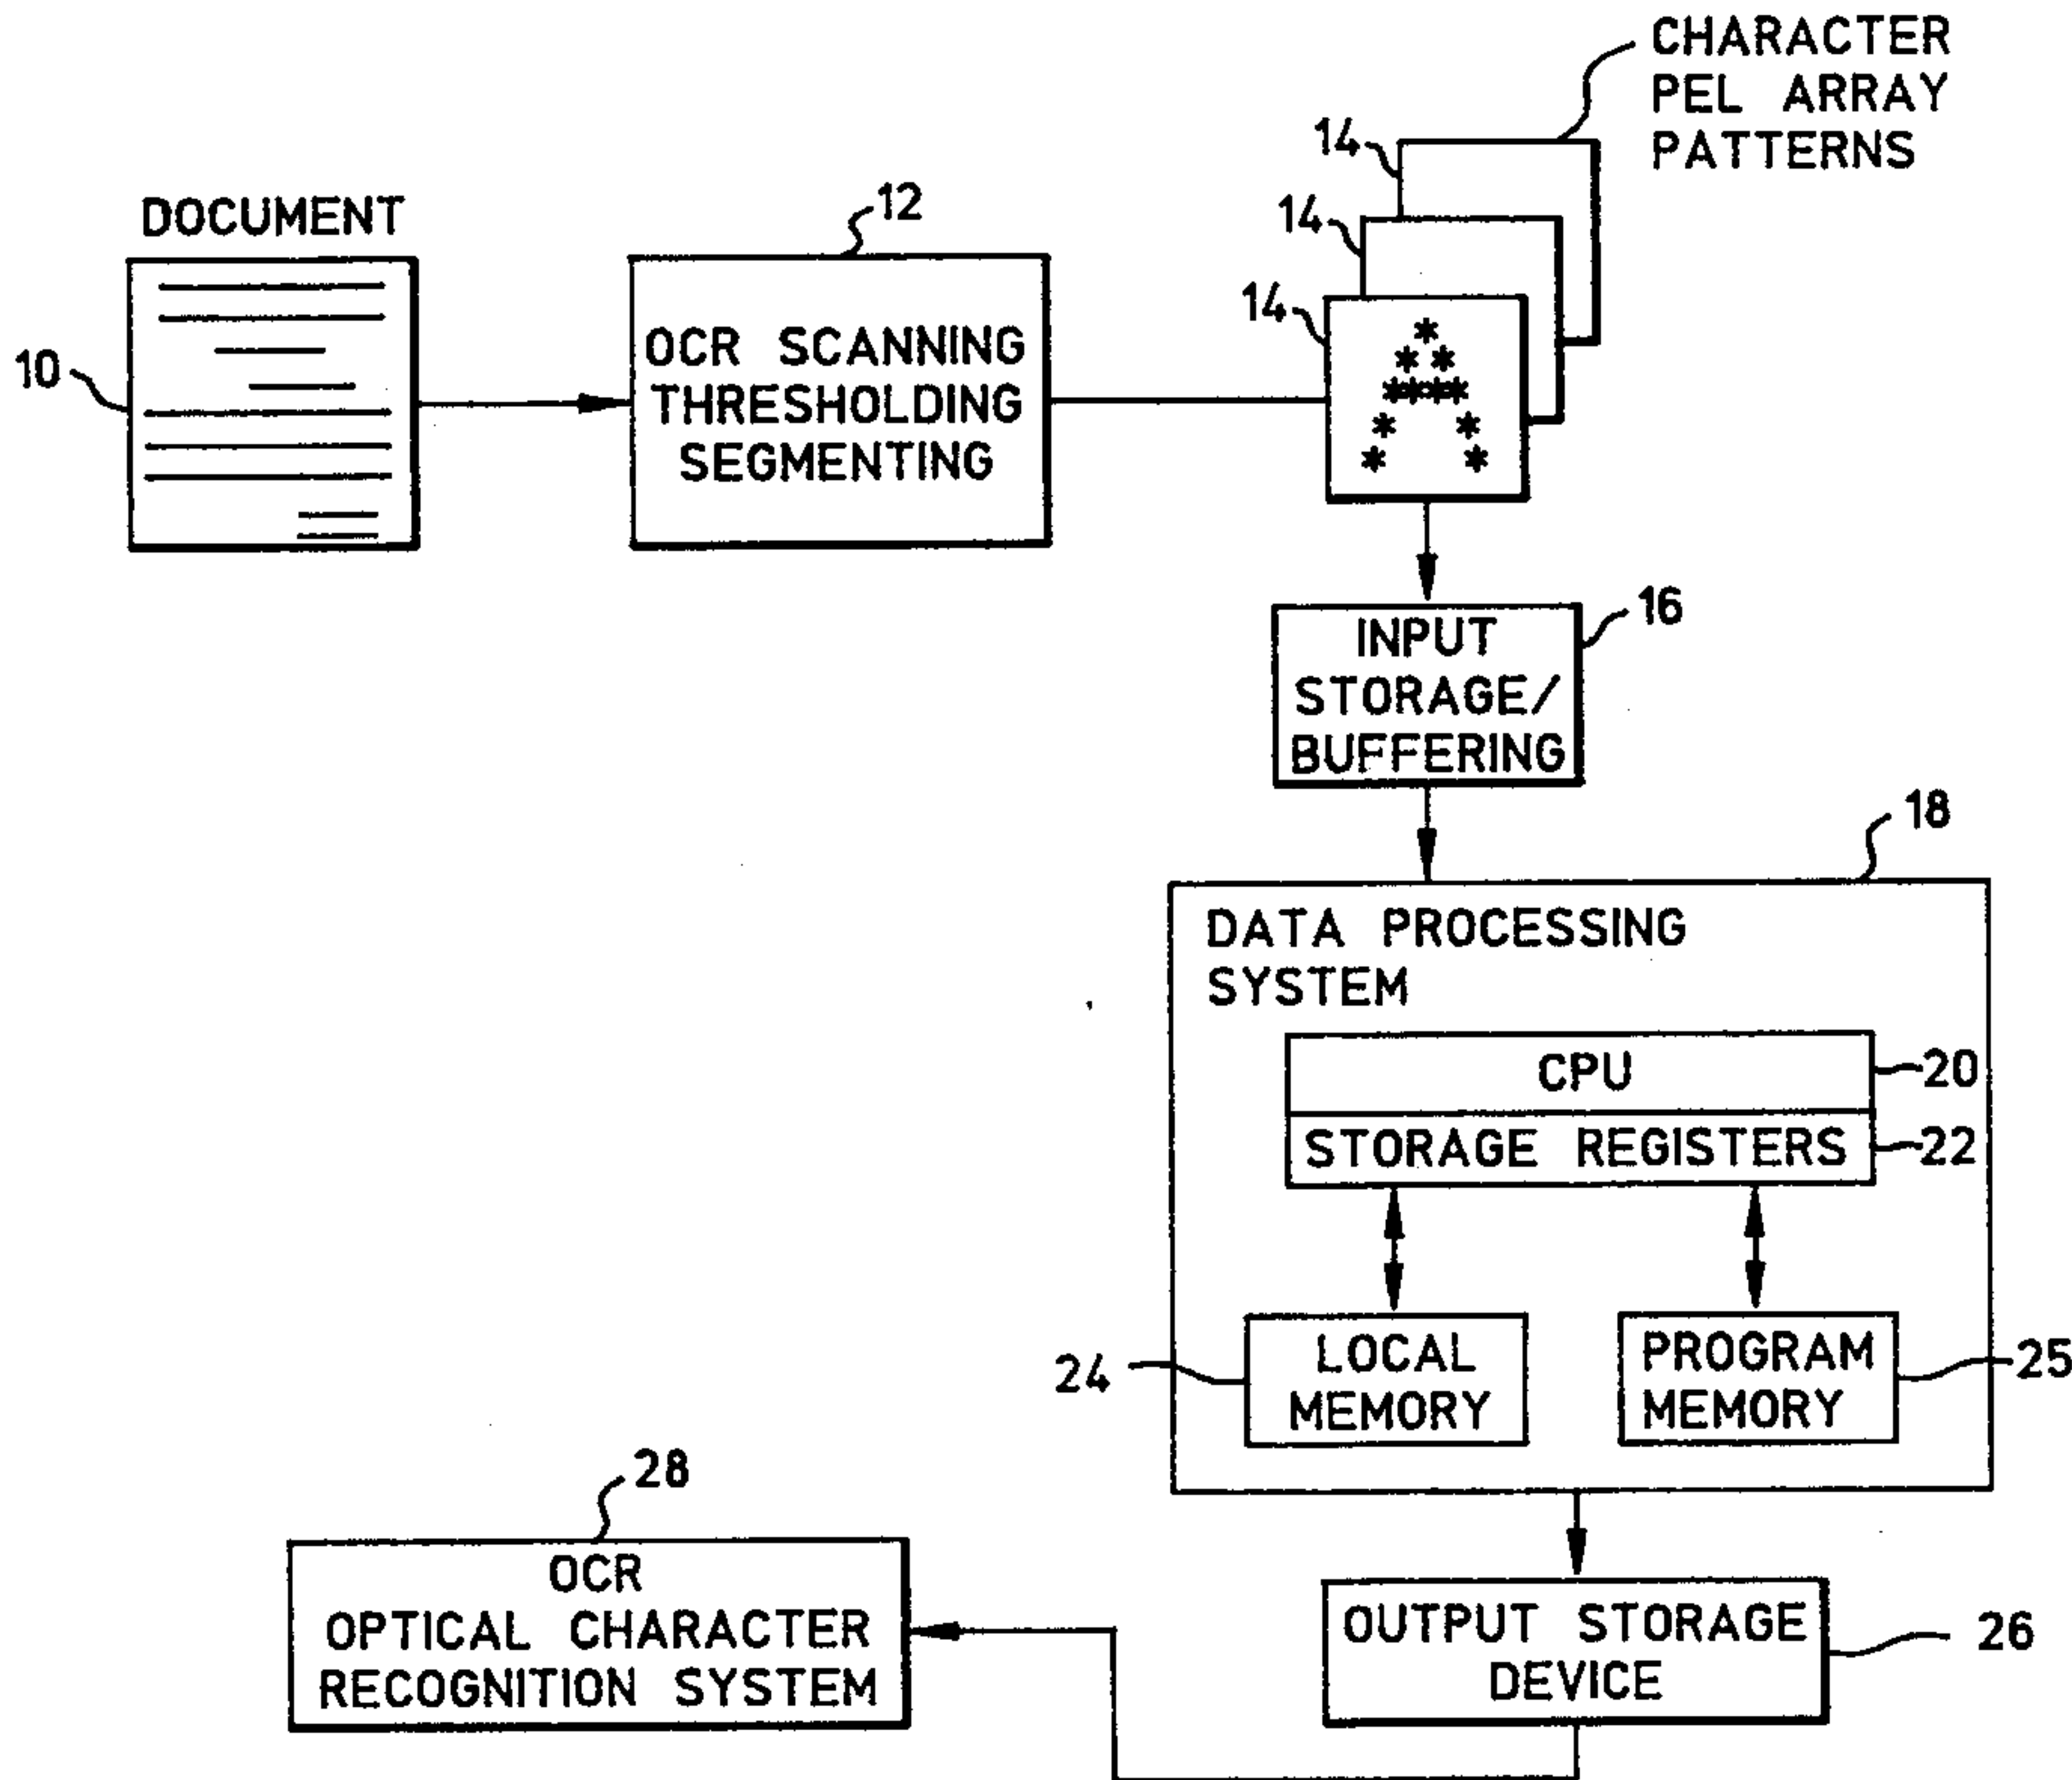 CHARACTER
PEL ARRAY
PATTERNS
14
14
14
DOCUMENT
12
10
OCR SCANNING
THRESHOLDING
SEGMENTING
*
* *
****
* *
* *
16
INPUT
STORAGE/
BUFFERING
18
DATA PROCESSING
SYSTEM
CPU
20
STORAGE REGISTERS
22
24
LOCAL
MEMORY
PROGRAM
MEMORY
25
28
OCR
OPTICAL CHARACTER
RECOGNITION SYSTEM
OUTPUT STORAGE
DEVICE
26